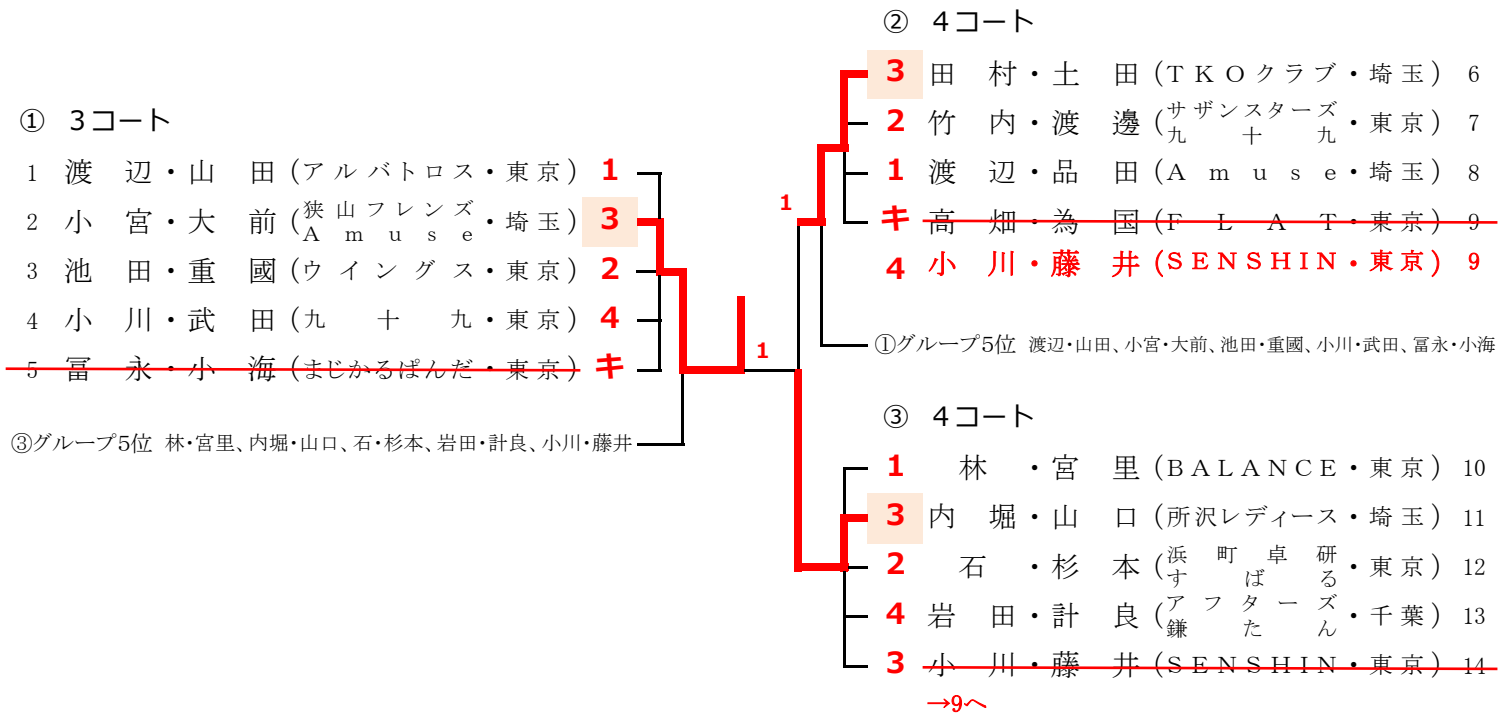 ① 3コート
1 渡辺・山田(アルバトロス・東京) 1
2 小宮・大前(狭山フレンズ Amuse・埼玉) 3
3 池田・重國(ウイングス・東京) 2
4 小川・武田(九十九・東京) 4
5 冨永・小海(まじかるぱんだ・東京) キ
③グループ5位 林・宮里、内堀・山口、石・杉本、岩田・計良、小川・藤井
1
1
② 4コート
3 田村・土田(TKOクラブ・埼玉) 6
2 竹内・渡邊(サザンスターズ 九十九・東京) 7
1 渡辺・品田(Amuse・埼玉) 8
キ 高畑・為国(FLAT・東京) 9
4 小川・藤井(SENSHIN・東京) 9
①グループ5位 渡辺・山田、小宮・大前、池田・重國、小川・武田、冨永・小海
③ 4コート
1 林・宮里(BALANCE・東京) 10
3 内堀・山口(所沢レディース・埼玉) 11
2 石・杉本(浜町卓研 すばる・東京) 12
4 岩田・計良(アフターズ 鎌たん・千葉) 13
3 小川・藤井(SENSHIN・東京) 14
→9へ